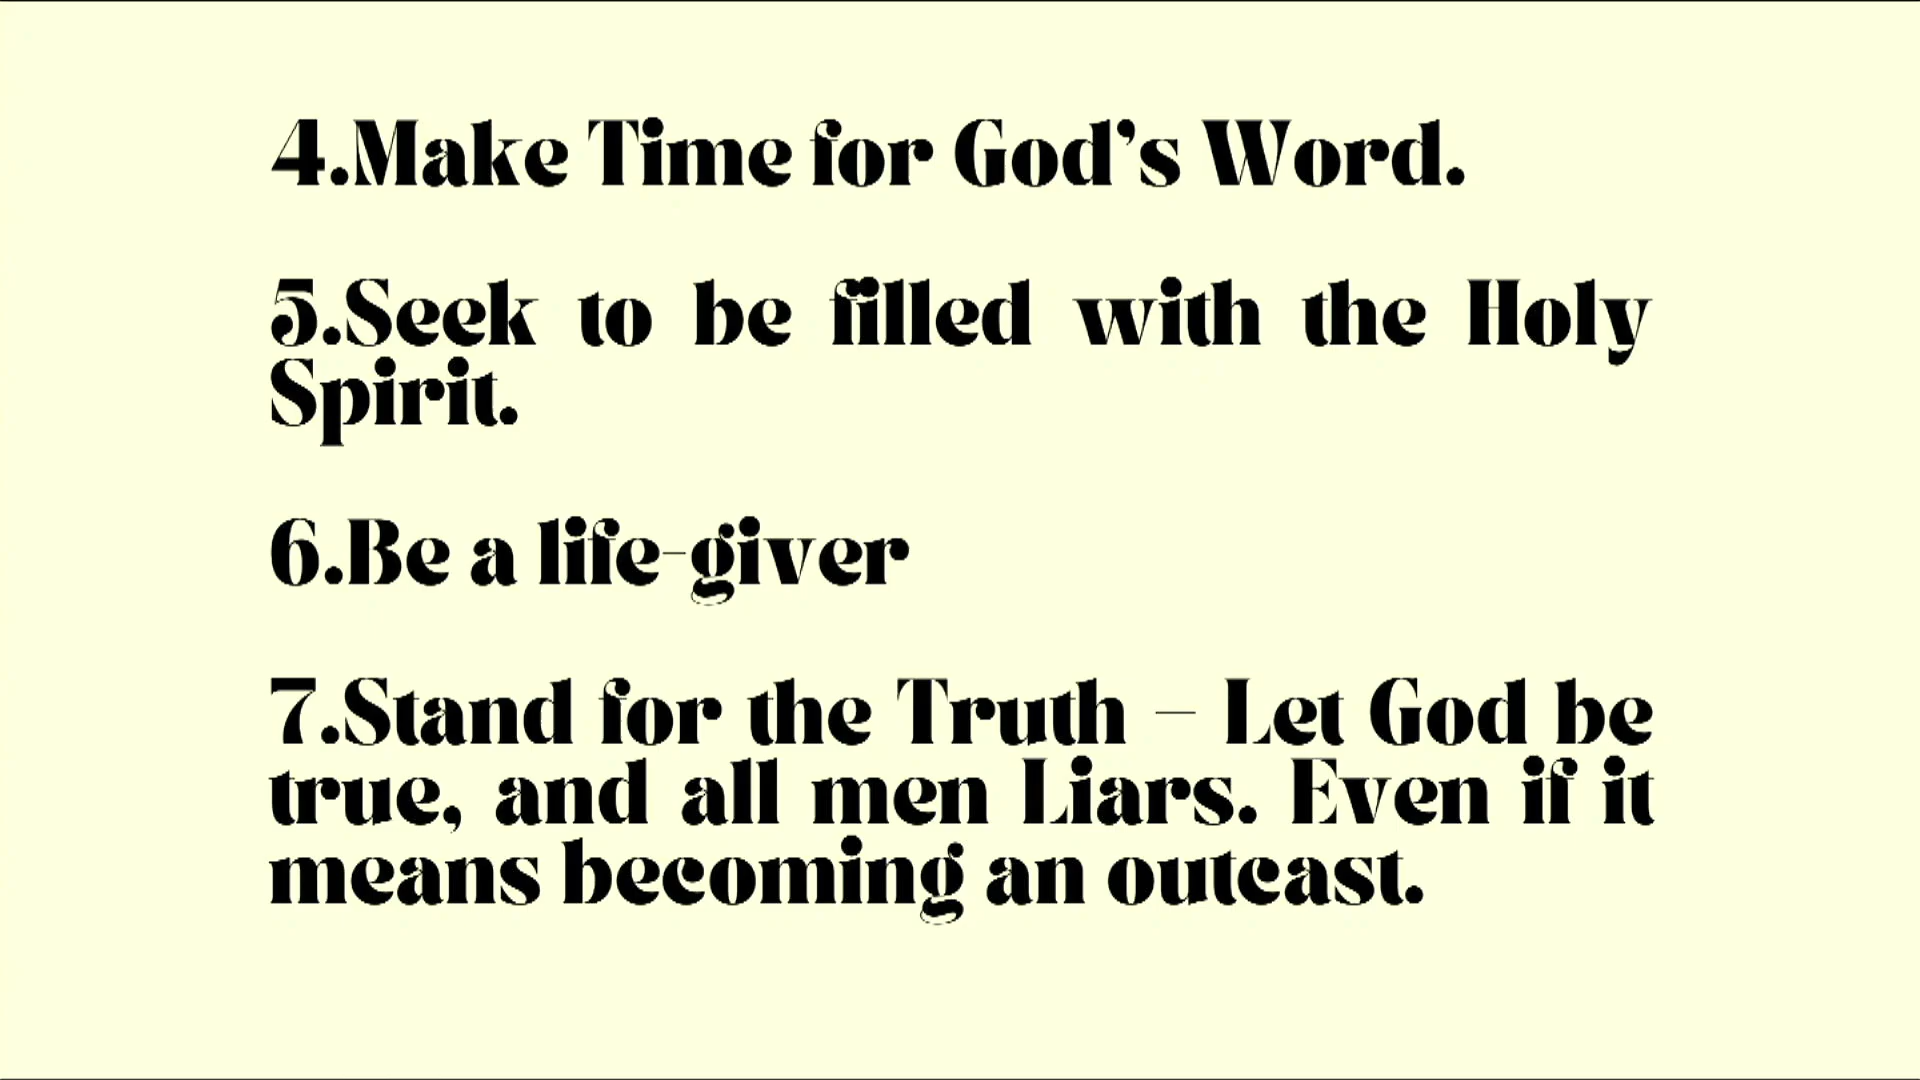 4.Make Time for God’s Word.
5.Seek to be filled with the Holy
Spirit.
6.Be a life-giver
7.Stand for the Truth – Let God be
true, and all men Liars. Even if it
means becoming an outcast.